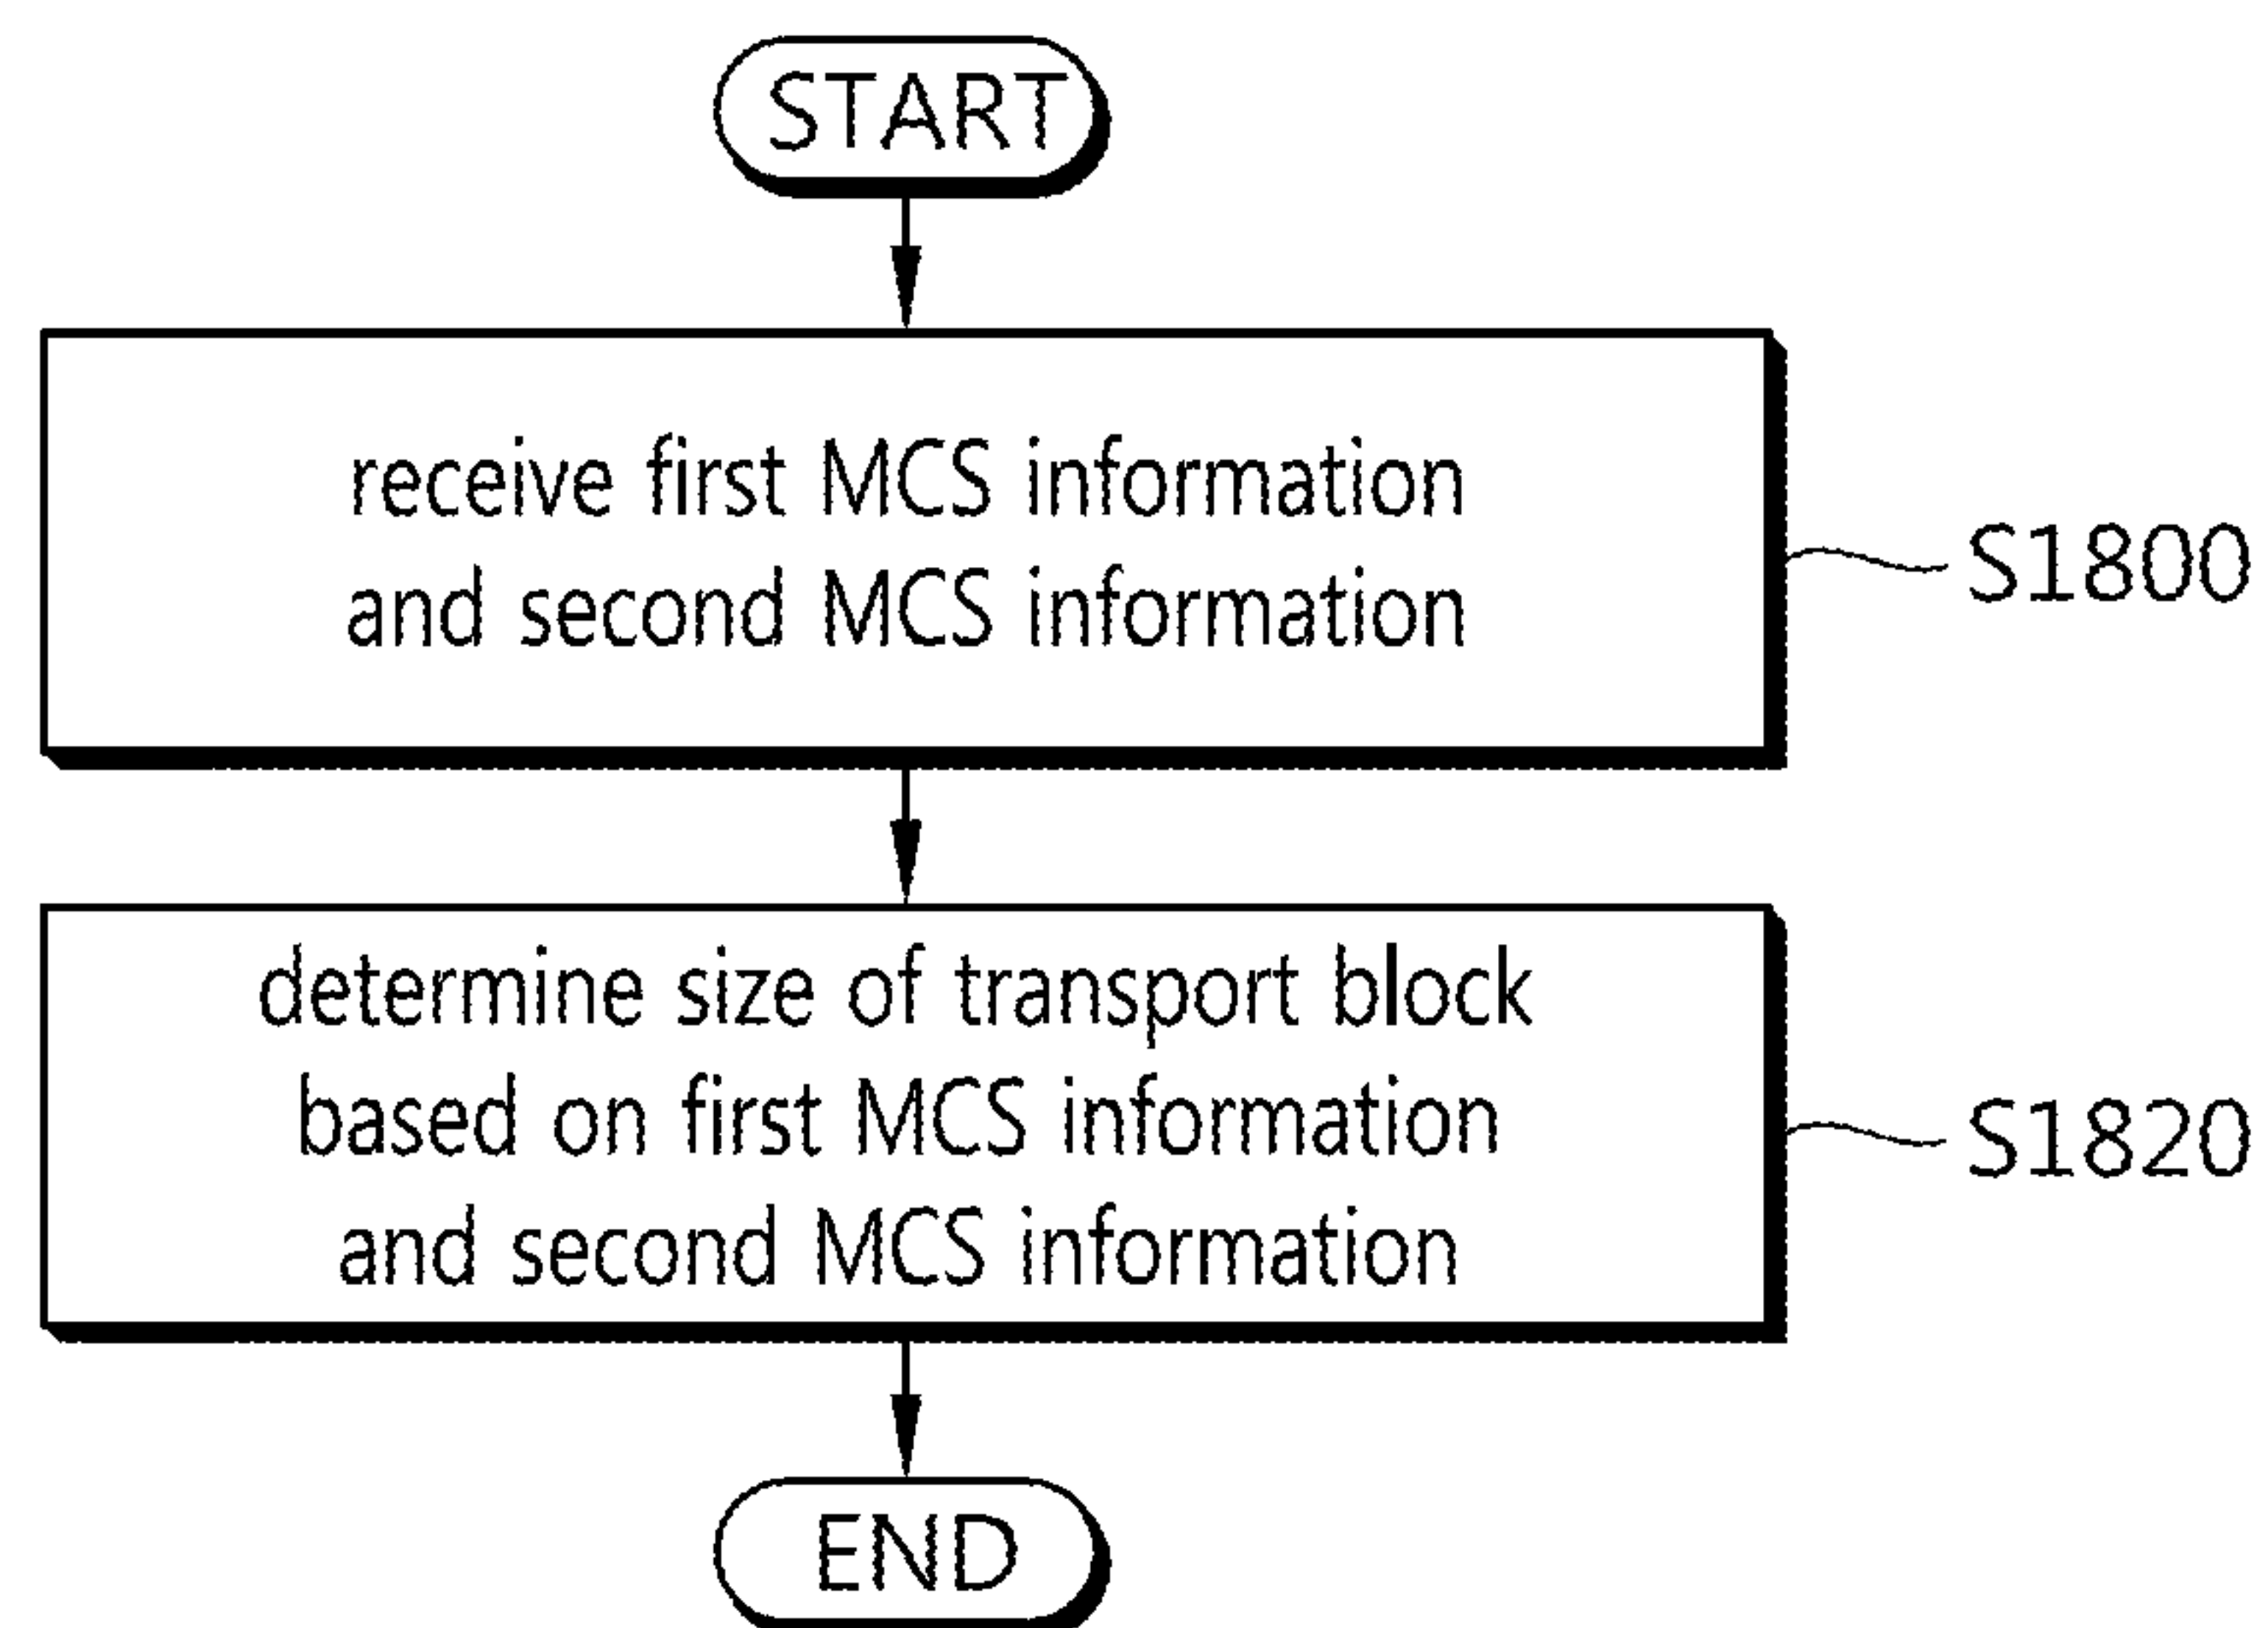 START
receive first MCS information
and second MCS information
S1800
determine size of transport block
based on first MCS information
and second MCS information
S1820
END